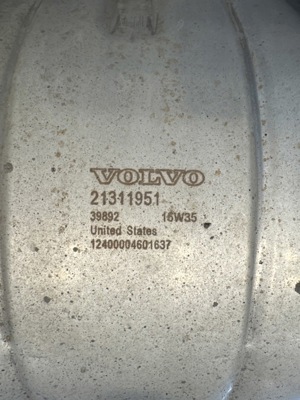 VOLVO
21311951
39892 16W35
United States
12400004601637